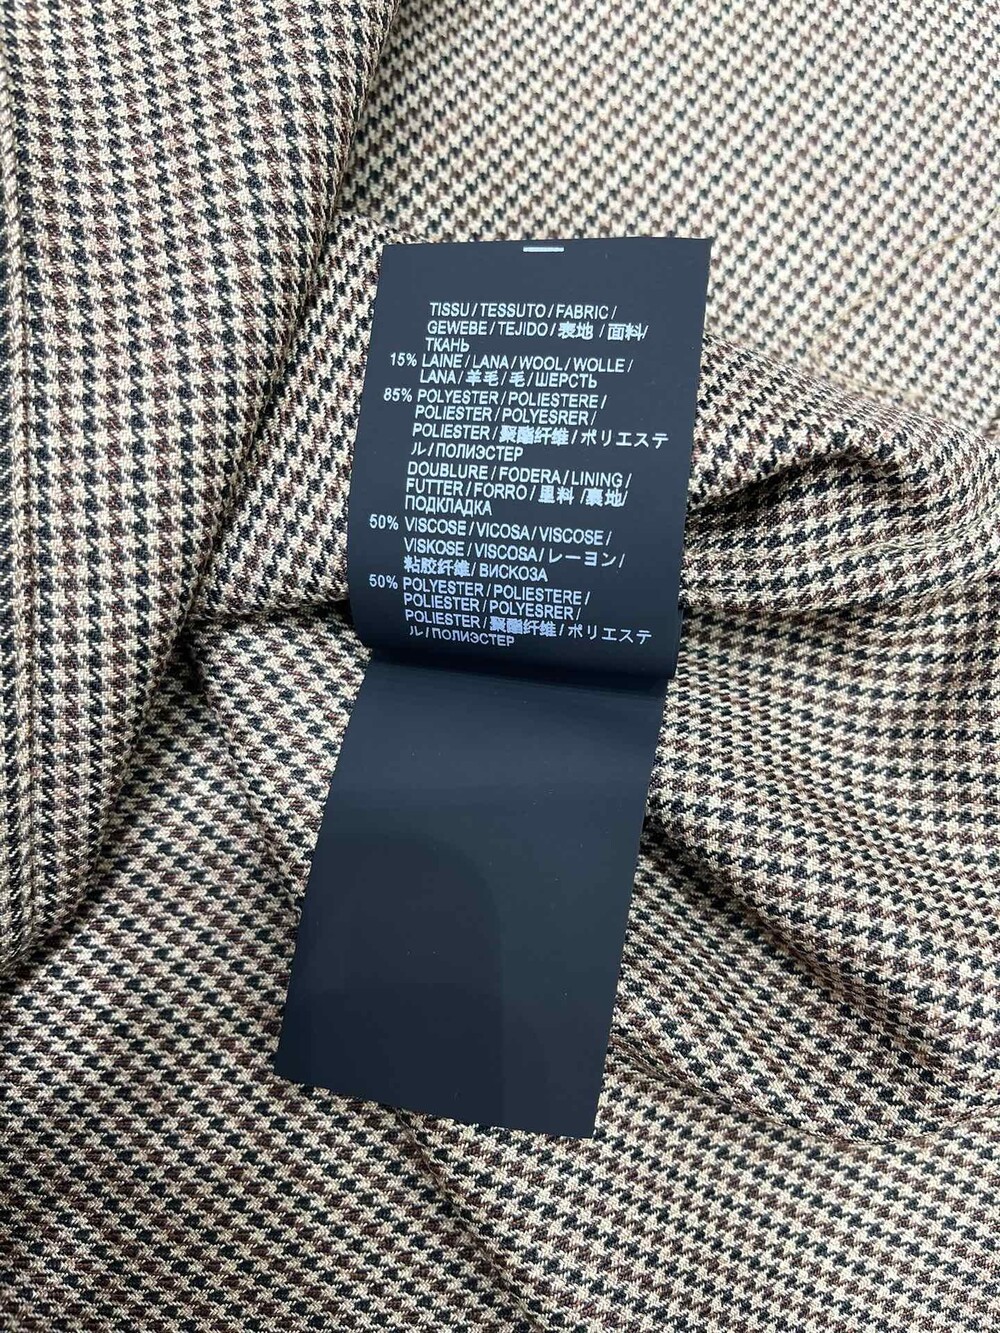 TISSU / TESSUTO / FABRIC /
GEWEBE / TEJIDO / 表地 / 面料/
ТКАНЬ
15% LAINE / LANA / WOOL / WOLLE /
LANA / 羊毛 / 毛 / ШЕРСТЬ
85% POLYESTER / POLIESTERE /
POLIESTER / POLYESRER /
POLIESTER / 聚酯纤维 / ポリエステ
ル / ПОЛИЭСТЕР
DOUBLURE / FODERA / LINING /
FUTTER / FORRO / 里料 / 裏地/
ПОДКЛАДКА
50% VISCOSE / VICOSA / VISCOSE /
VISKOSE / VISCOSA / レーヨン /
粘胶纤维 / ВИСКОЗА
50% POLYESTER / POLIESTERE /
POLIESTER / POLYESRER /
POLIESTER / 聚酯纤维 / ポリエステ
ル / ПОЛИЭСТЕР